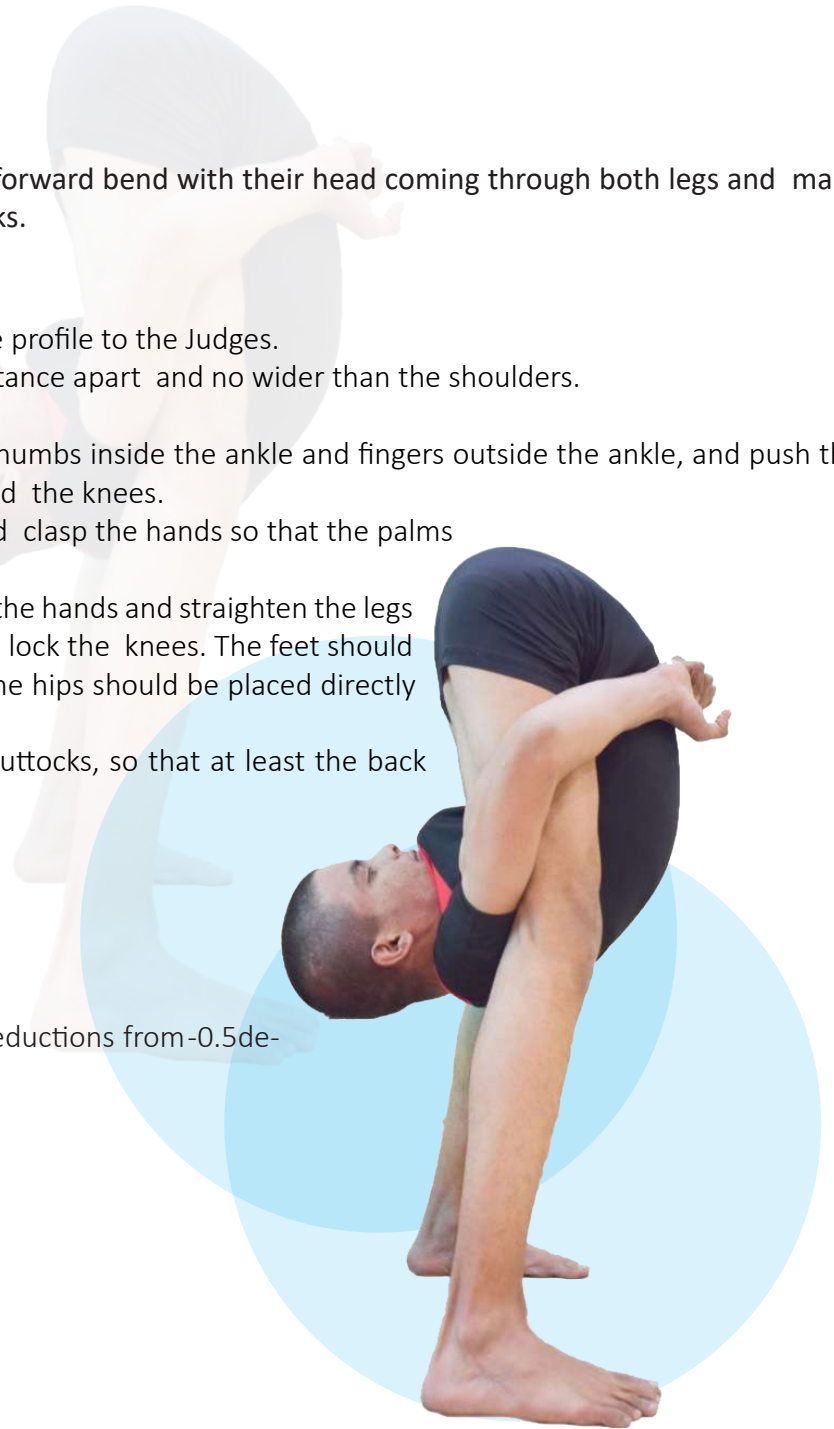 forward bend with their head coming through both legs and ma
ks.
e profile to the Judges.
tance apart and no wider than the shoulders.
humbs inside the ankle and fingers outside the ankle, and push th
d the knees.
d clasp the hands so that the palms
the hands and straighten the legs
lock the knees. The feet should
he hips should be placed directly
uttocks, so that at least the back
eductions from -0.5de-